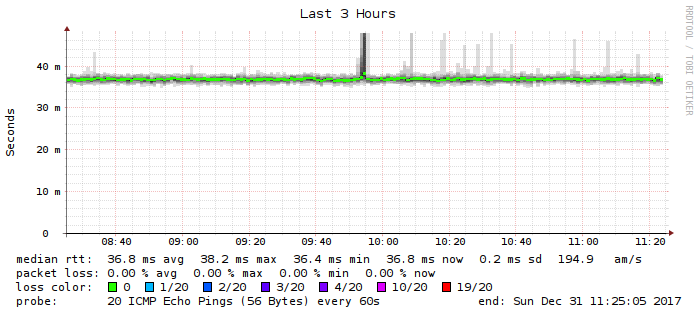 Last 3 Hours
RRDTOOL / TOBI OETIKER
Seconds
40 m
30 m
20 m
10 m
0
08:40 09:00 09:20 09:40 10:00 10:20 10:40 11:00 11:20
median rtt: 36.8 ms avg 38.2 ms max 36.4 ms min 36.8 ms now 0.2 ms sd 194.9 am/s
packet loss: 0.00 % avg 0.00 % max 0.00 % min 0.00 % now
loss color: 0 1/20 2/20 3/20 4/20 10/20 19/20
probe: 20 ICMP Echo Pings (56 Bytes) every 60s end: Sun Dec 31 11:25:05 2017